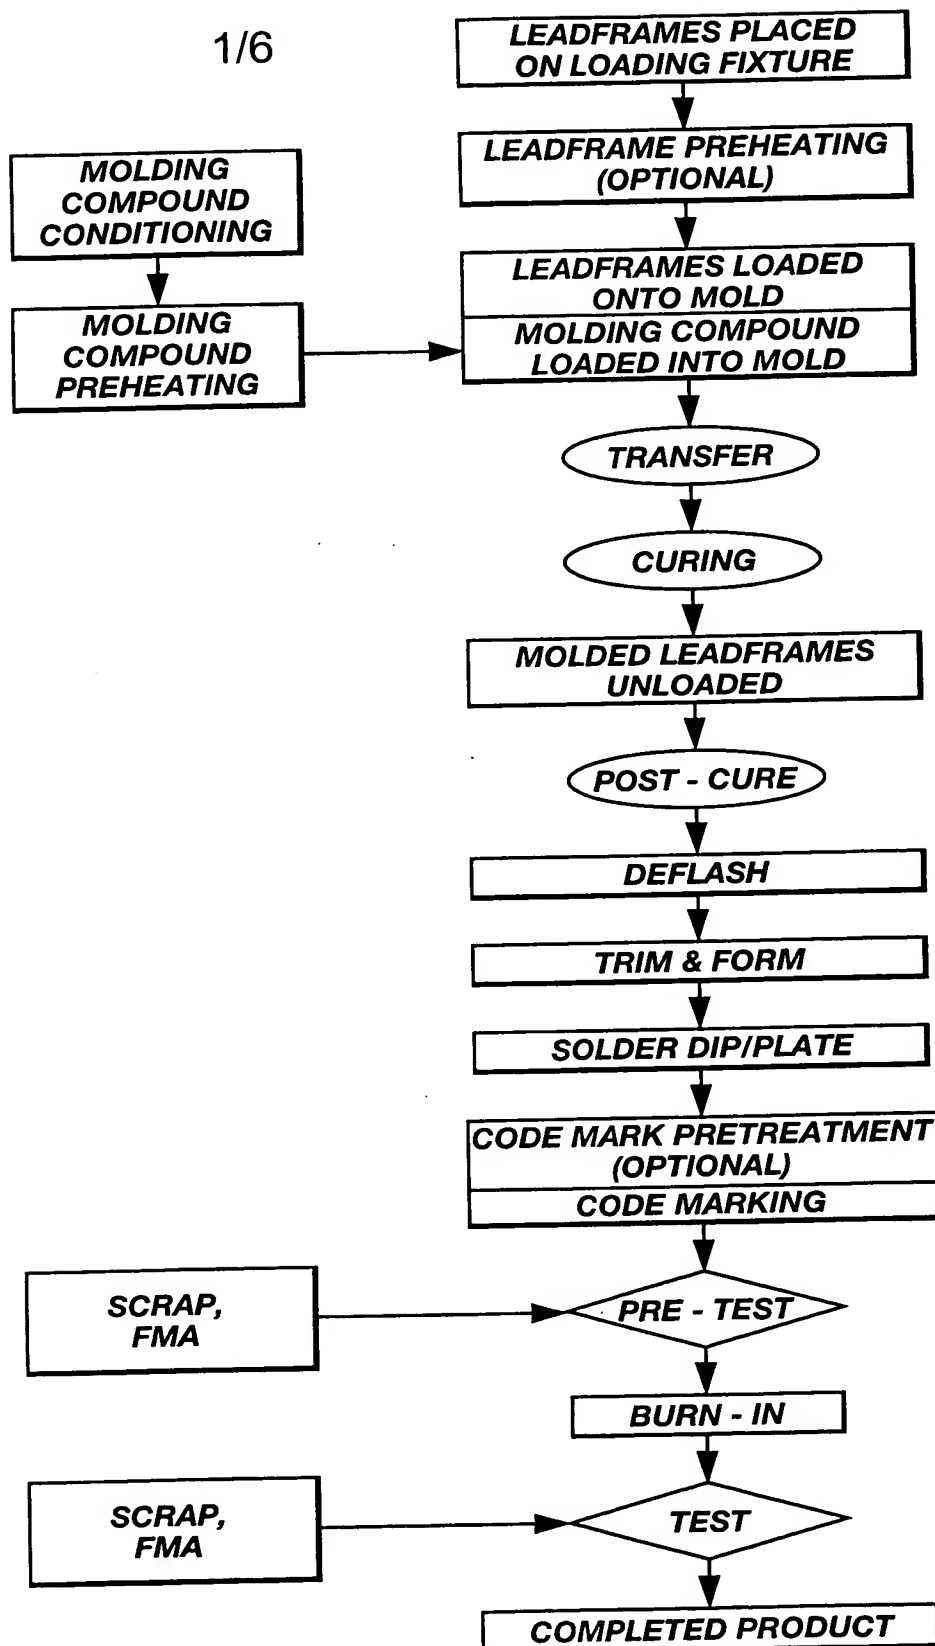 1/6
LEADFRAMES PLACED
ON LOADING FIXTURE
LEADFRAME PREHEATING
(OPTIONAL)
MOLDING
COMPOUND
CONDITIONING
LEADFRAMES LOADED
ONTO MOLD
MOLDING
COMPOUND
PREHEATING
MOLDING COMPOUND
LOADED INTO MOLD
TRANSFER
CURING
MOLDED LEADFRAMES
UNLOADED
POST - CURE
DEFLASH
TRIM & FORM
SOLDER DIP/PLATE
CODE MARK PRETREATMENT
(OPTIONAL)
CODE MARKING
SCRAP,
FMA
PRE - TEST
BURN - IN
SCRAP,
FMA
TEST
COMPLETED PRODUCT